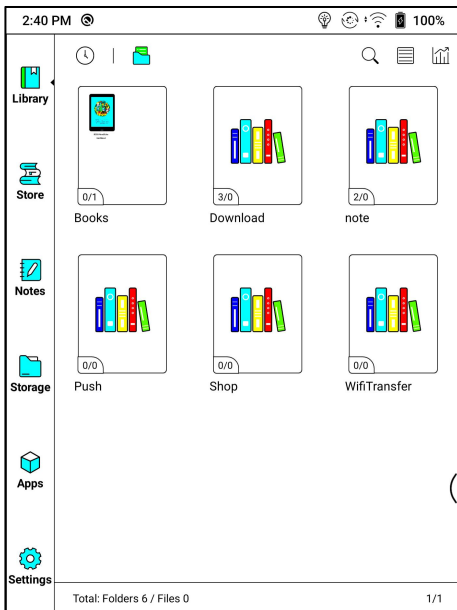 2:40 PM
100%
Library
Store
Notes
Storage
Apps
Settings
0/1
3/0
2/0
Books
Download
note
0/0
0/0
0/0
Push
Shop
WifiTransfer
Total: Folders 6 / Files 0
1/1